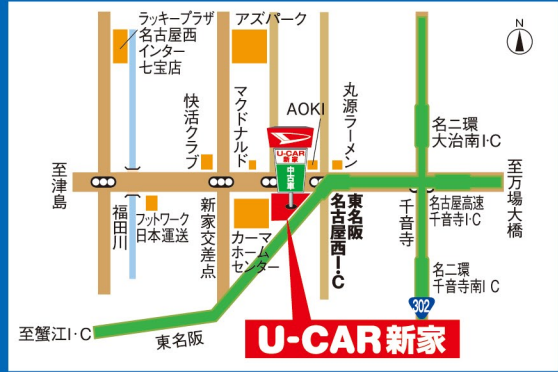 ラッキープラザ
名古屋西
インター
七宝店
アズパーク
N
快活クラブ
マクドナルド
AOKI
丸源ラーメン
名二環
大治南I・C
U-CAR
新家
中古車
至津島
至万場大橋
福田川
フットワーク
日本運送
新家交差点
カーマ
ホーム
センター
東名阪
名古屋西I・C
千音寺
名古屋高速
千音寺I・C
名二環
千音寺南I C
302
至蟹江I・C
東名阪
U-CAR新家